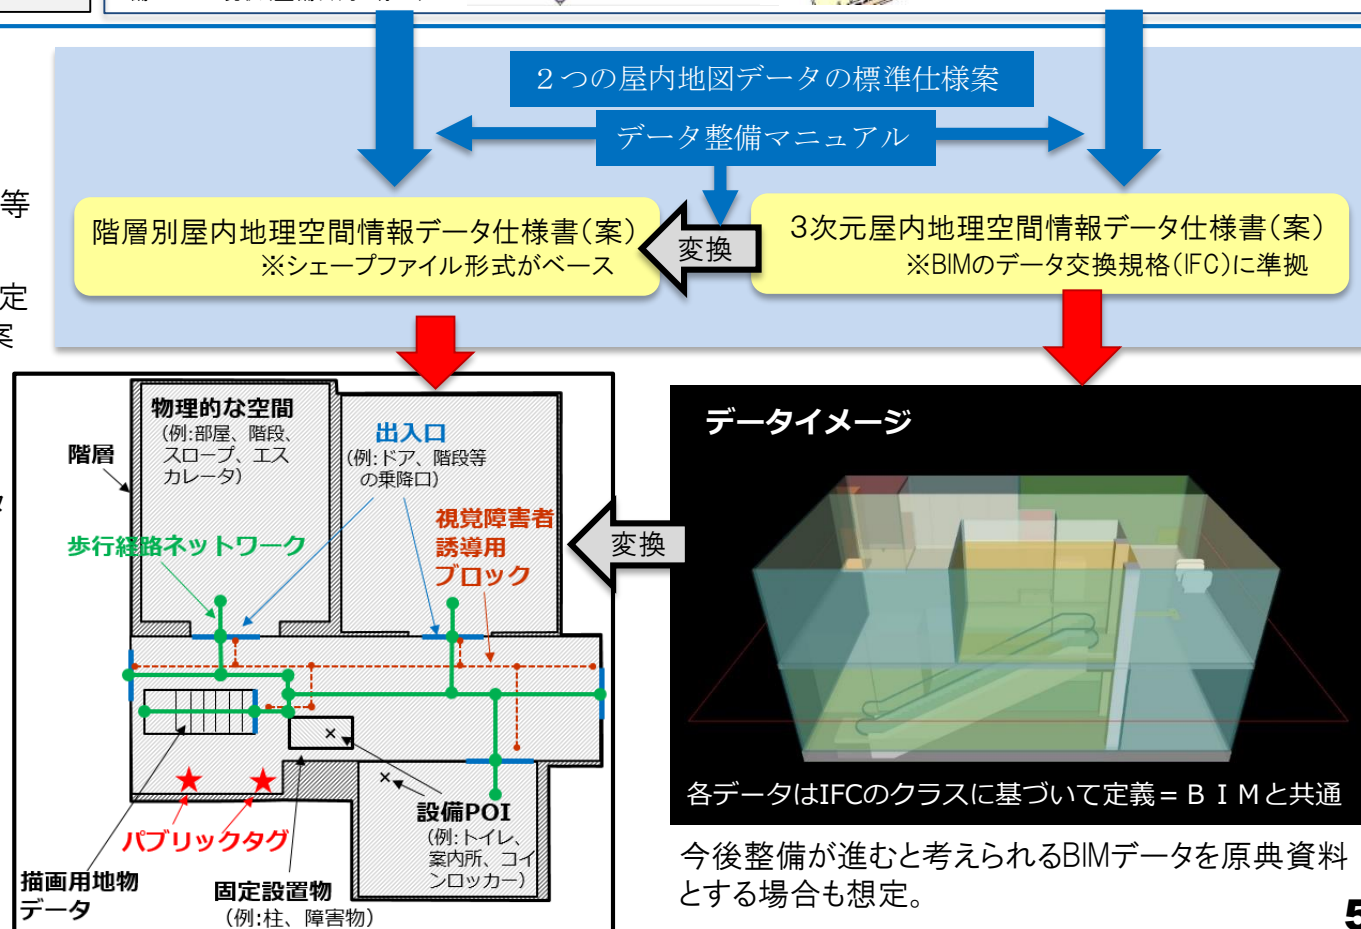 ２つの屋内地図データの標準仕様案
データ整備マニュアル
等
階層別屋内地理空間情報データ仕様書（案）
※シェープファイル形式がベース
変換
３次元屋内地理空間情報データ仕様書（案）
※BIMのデータ交換規格（IFC）に準拠
定
案
物理的な空間
（例:部屋、階段、
スロープ、エス
カレータ）
階層
出入口
（例:ドア、階段等
の乗降口）
視覚障害者
誘導用
ブロック
歩行経路ネットワーク
変換
データイメージ
設備POI
（例:トイレ、
案内所、コイ
ンロッカー）
パブリックタグ
描画用地物
データ
固定設置物
（例:柱、障害物）
各データはIFCのクラスに基づいて定義=ＢＩＭと共通
今後整備が進むと考えられるBIMデータを原典資料
とする場合も想定。